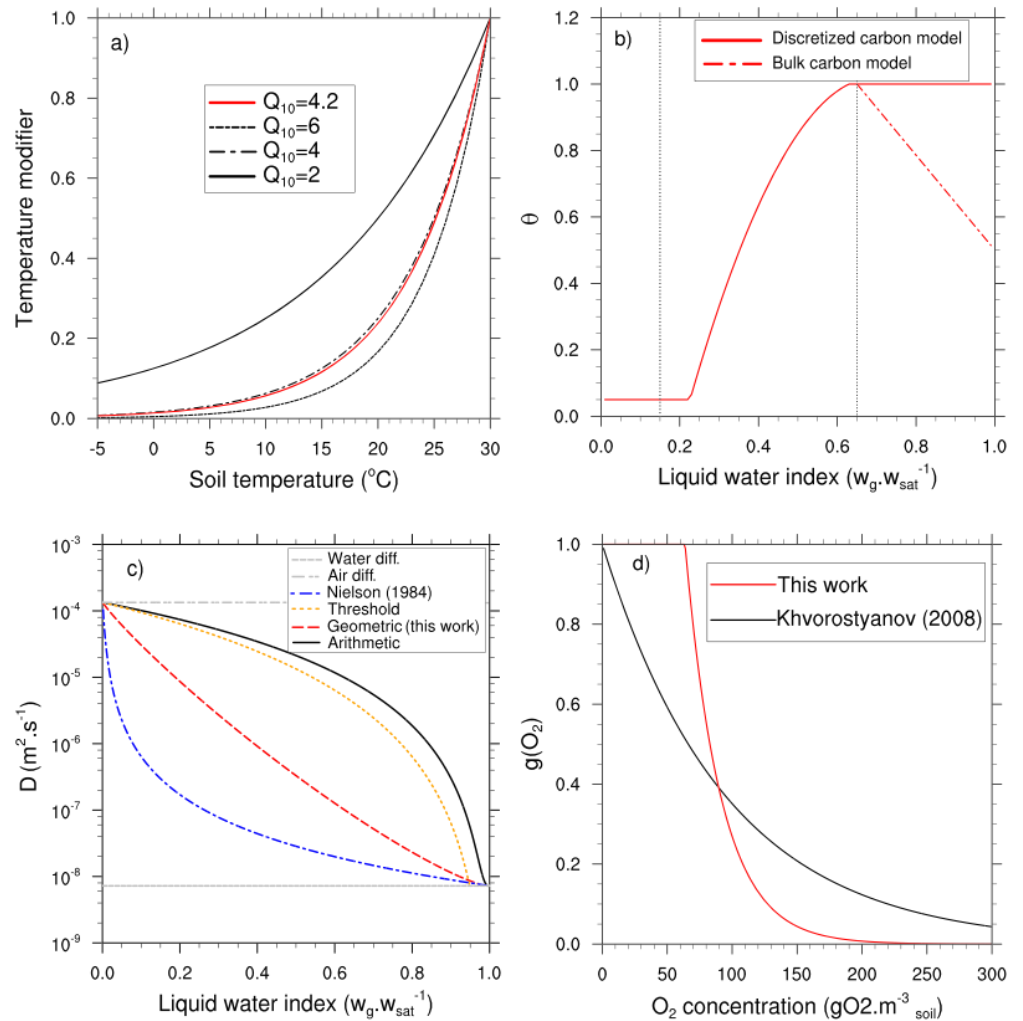 a)
Q10=4.2
Q10=6
Q10=4
Q10=2
Temperature modifier
1.0
0.8
0.6
0.4
0.2
0.0
-5 0 5 10 15 20 25 30
Soil temperature (°C)
b)
Discretized carbon model
Bulk carbon model
θ
1.2
1.0
0.8
0.6
0.4
0.2
0.0
0.0 0.2 0.4 0.6 0.8 1.0
Liquid water index (wg.wsat⁻¹)
c)
Water diff.
Air diff.
Nielson (1984)
Threshold
Geometric (this work)
Arithmetic
D (m².s⁻¹)
10⁻³
10⁻⁴
10⁻⁵
10⁻⁶
10⁻⁷
10⁻⁸
10⁻⁹
0.0 0.2 0.4 0.6 0.8 1.0
Liquid water index (wg.wsat⁻¹)
d)
This work
Khvorostyanov (2008)
g(O2)
1.0
0.8
0.6
0.4
0.2
0.0
0 50 100 150 200 250 300
O2 concentration (gO2.m⁻³ soil)